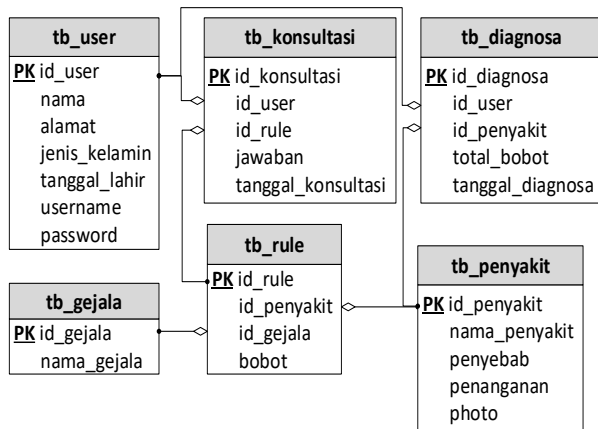 tb_user
PK id_user
nama
alamat
jenis_kelamin
tanggal_lahir
username
password
tb_konsultasi
PK id_konsultasi
id_user
id_rule
jawaban
tanggal_konsultasi
tb_diagnosa
PK id_diagnosa
id_user
id_penyakit
total_bobot
tanggal_diagnosa
tb_gejala
PK id_gejala
nama_gejala
tb_rule
PK id_rule
id_penyakit
id_gejala
bobot
tb_penyakit
PK id_penyakit
nama_penyakit
penyebab
penanganan
photo